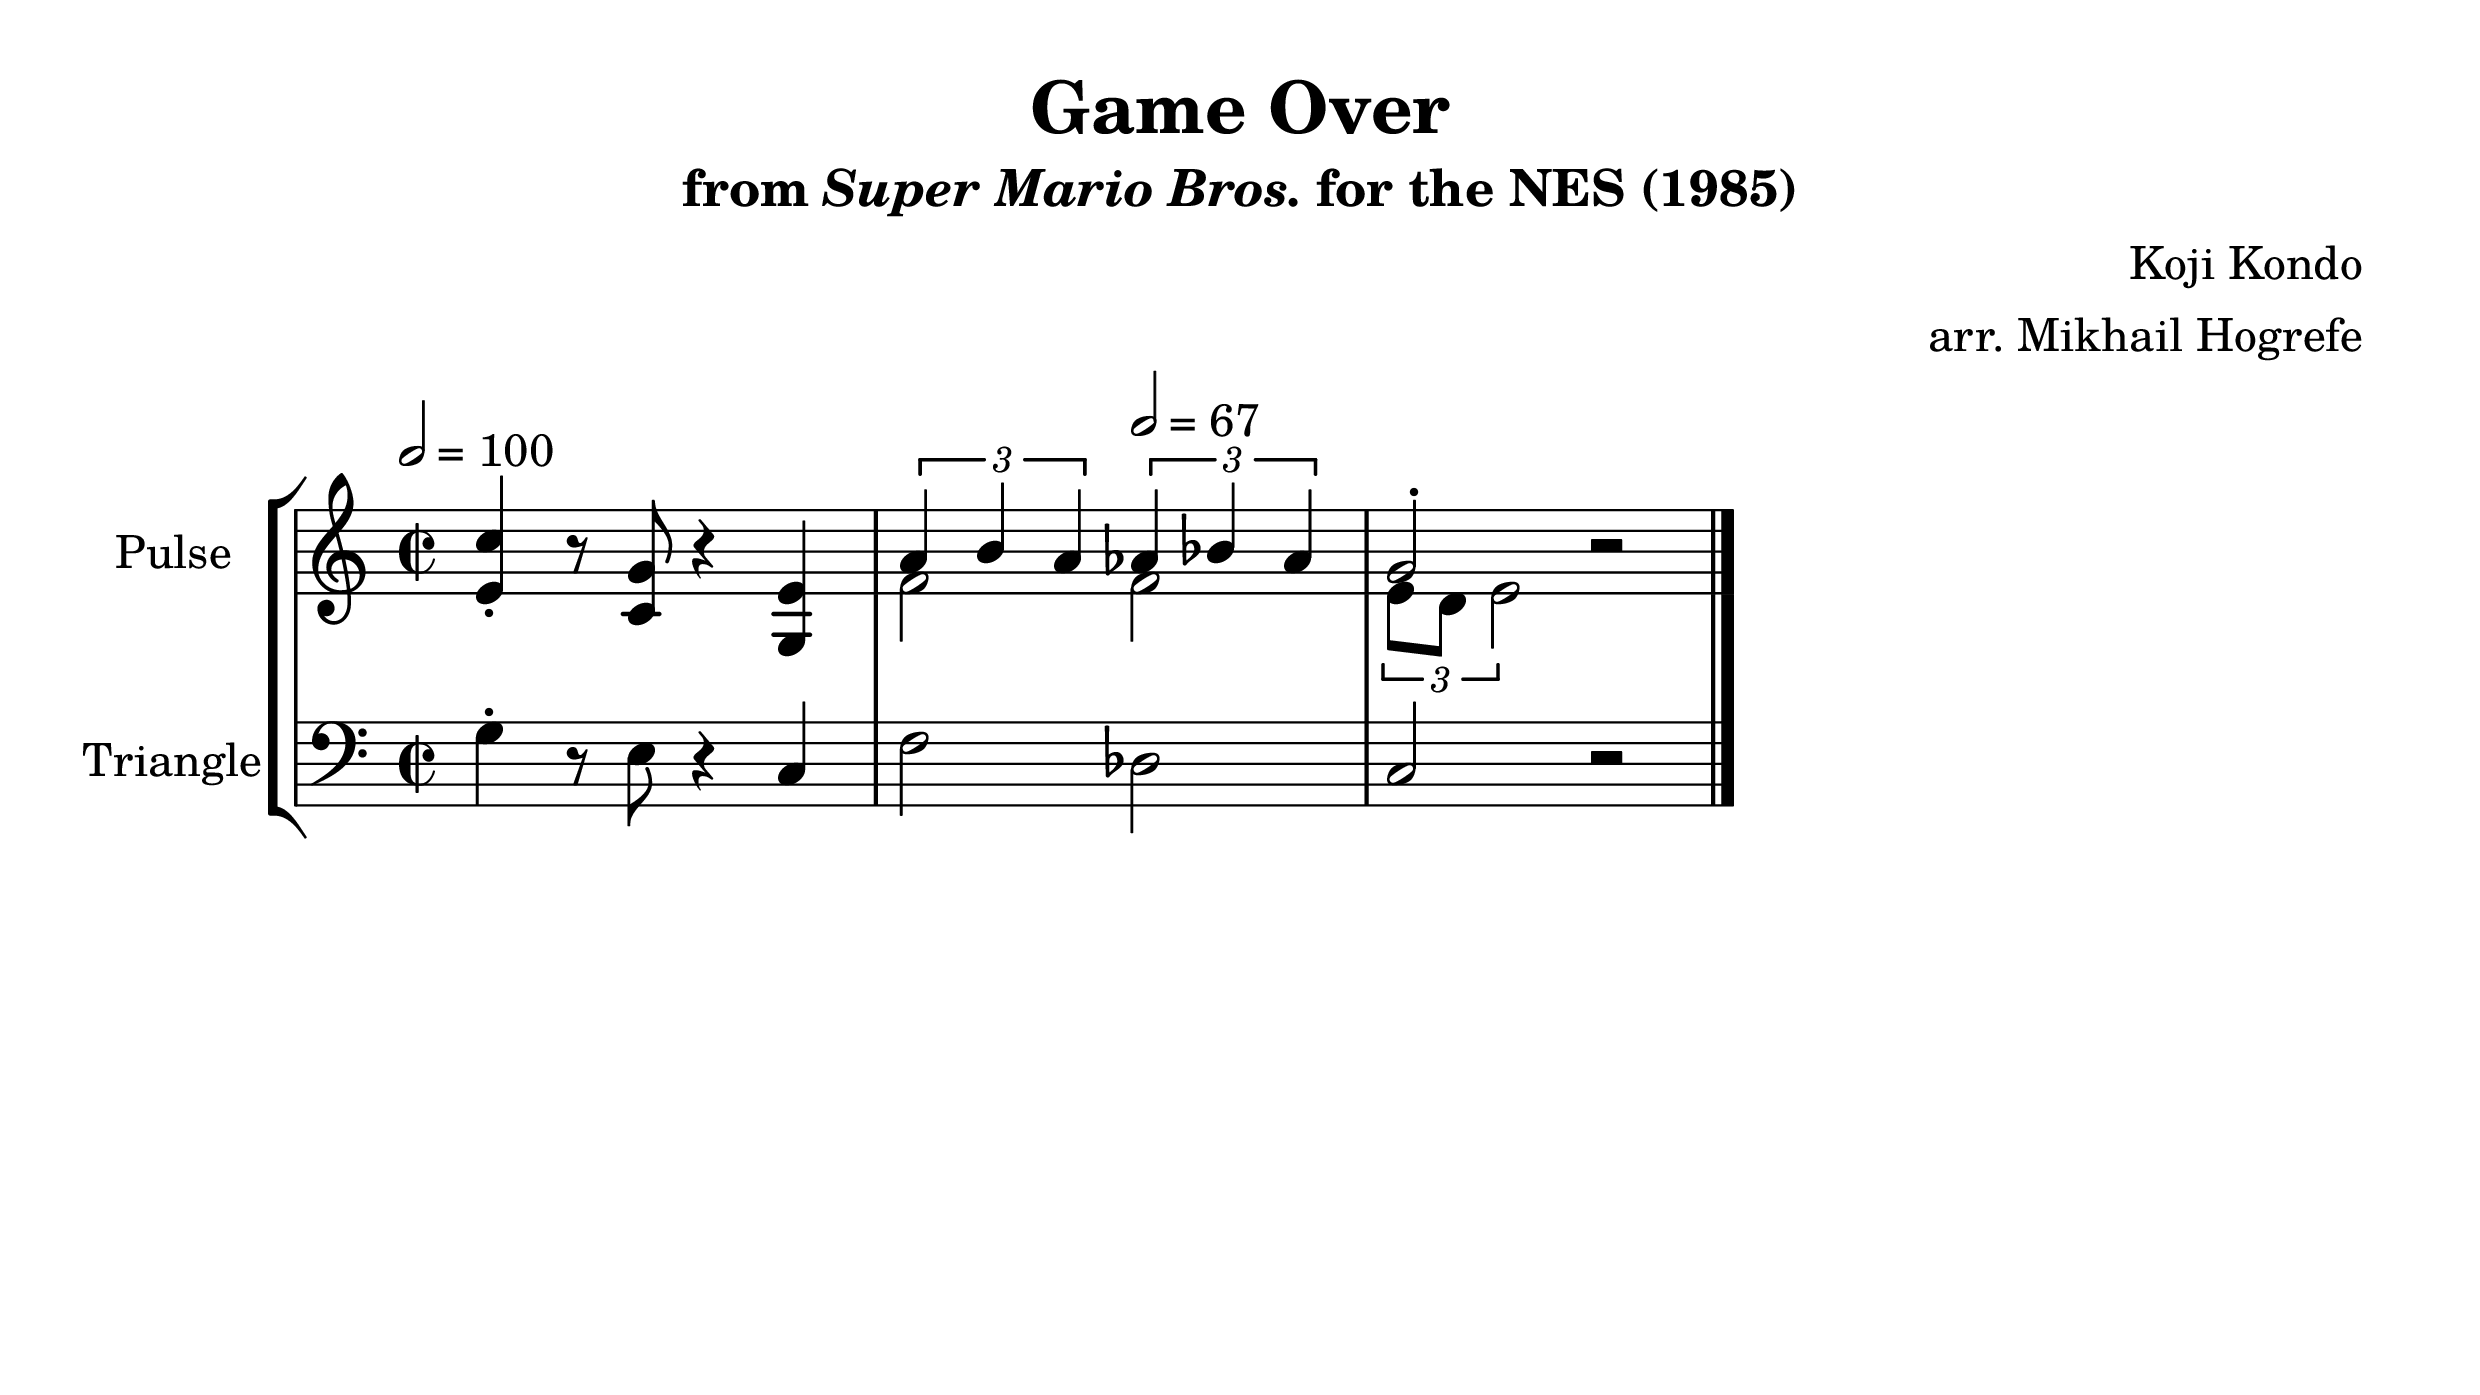 Game Over
from Super Mario Bros. for the NES (1985)
Koji Kondo
arr. Mikhail Hogrefe
= 100
= 67
3
3
Pulse
3
Triangle